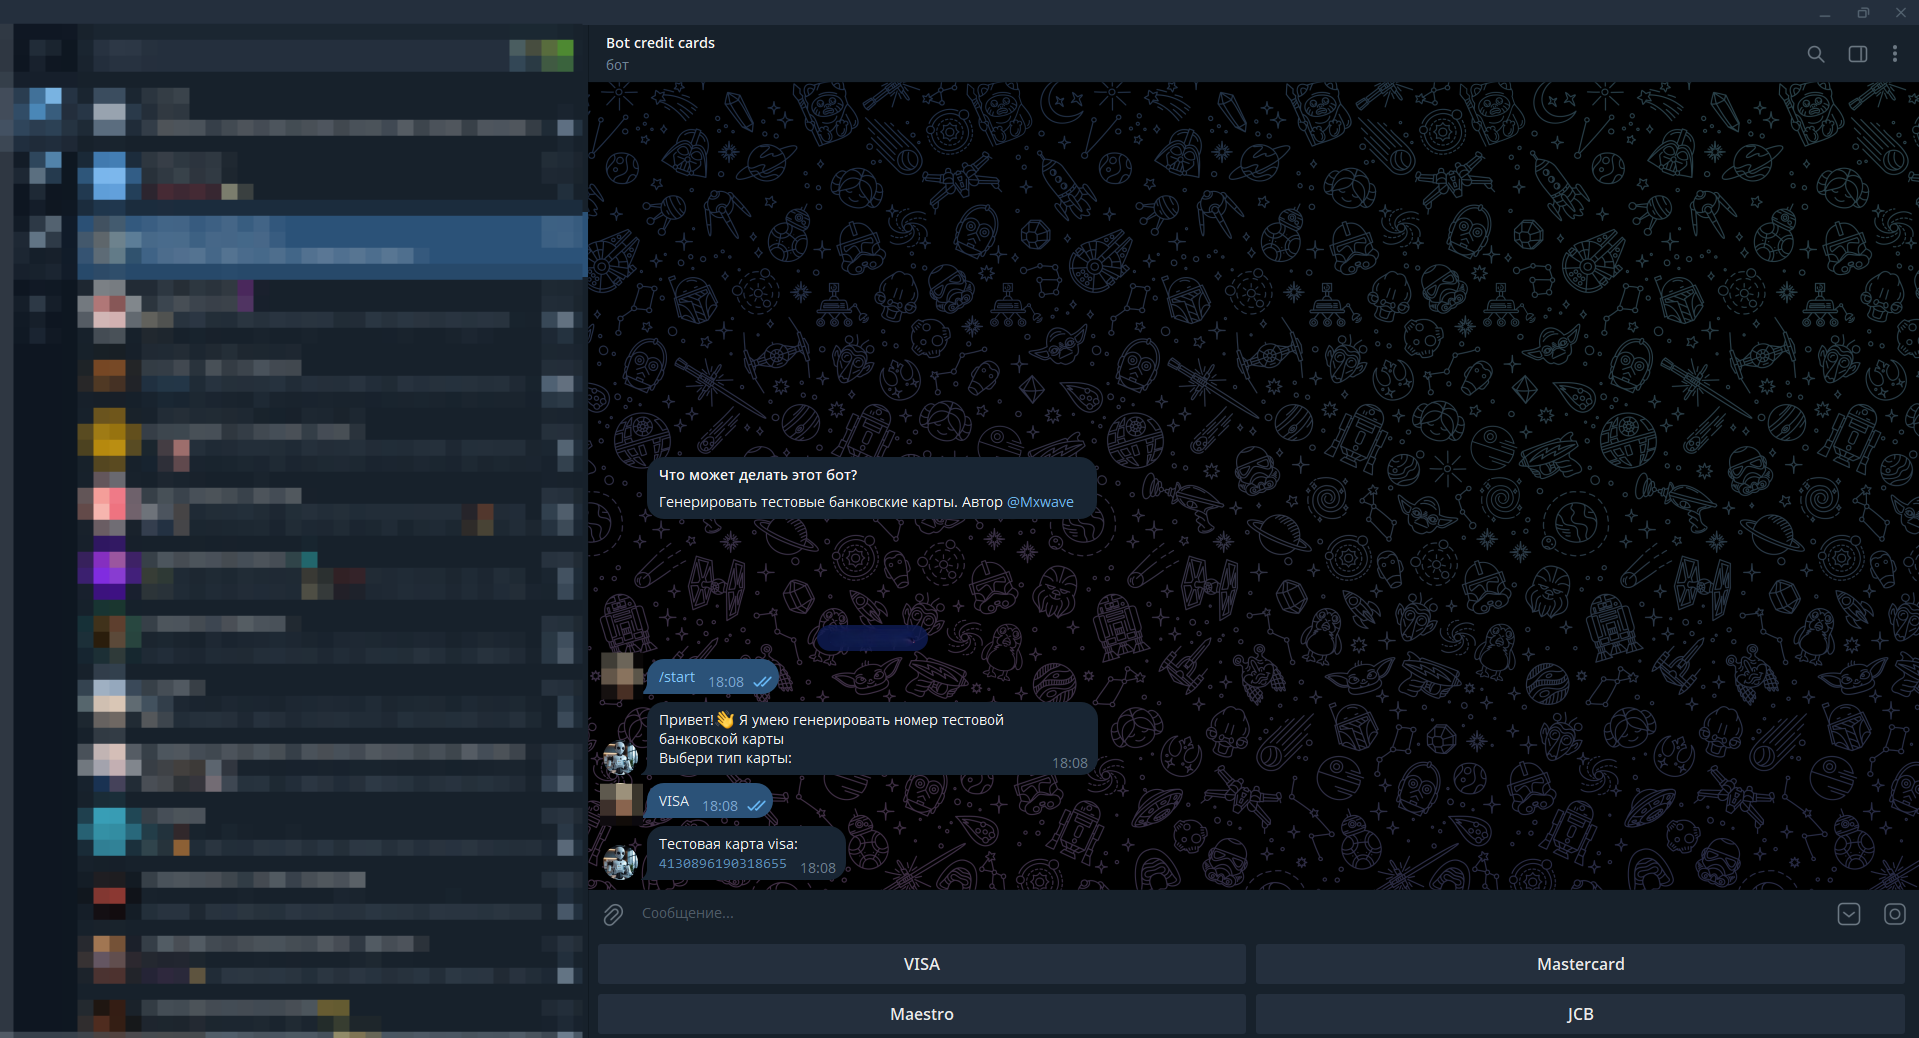 Bot credit cards
бот
Что может делать этот бот?
Генерировать тестовые банковские карты. Автор @Mxwave
/start 18:08
Привет!👋 Я умею генерировать номер тестовой
банковской карты
Выбери тип карты:
18:08
VISA 18:08
Тестовая карта visa:
4130896190318655 18:08
Сообщение...
VISA
Mastercard
Maestro
JCB